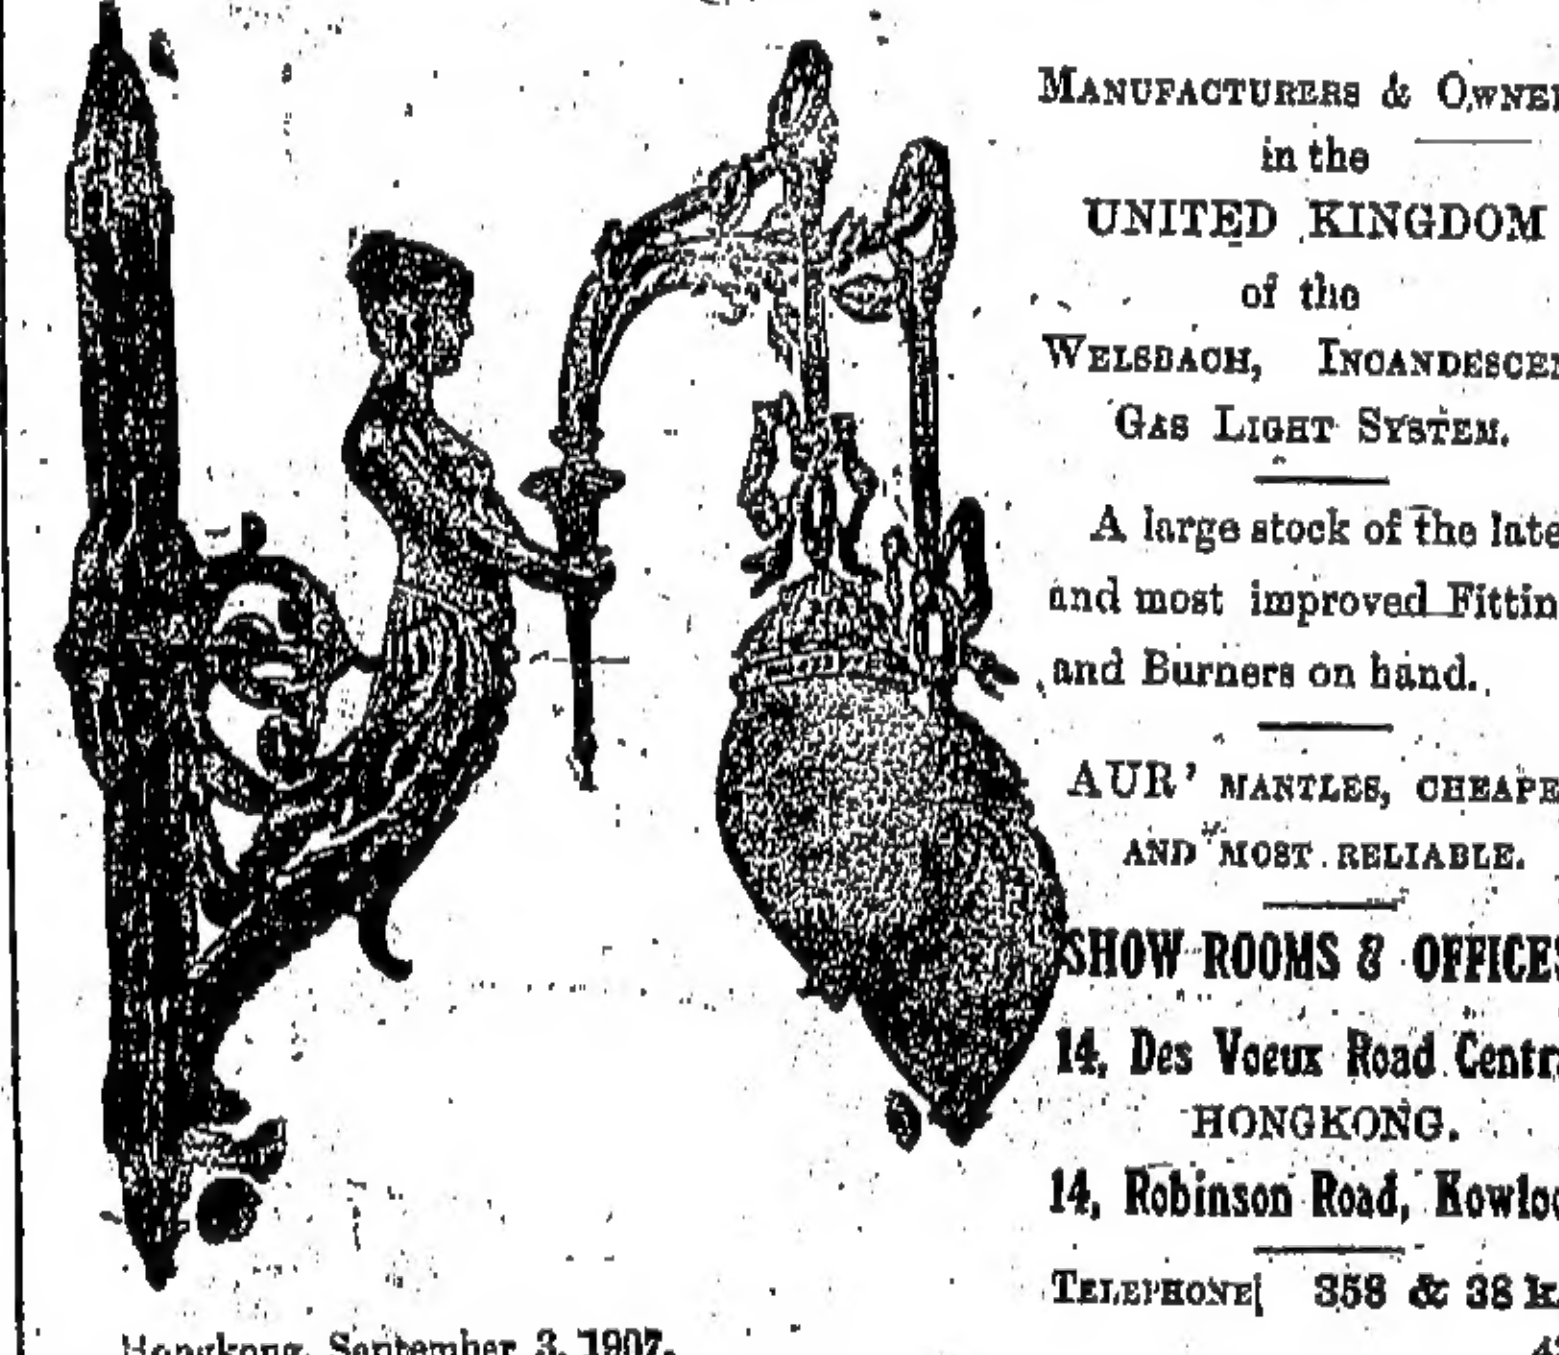 MANUFACTURERS & OWNE
in the
UNITED KINGDOM
of the
WELSBACH, INCANDESCE
GAS LIGHT SYSTEM.
A large stock of the late
and most improved Fittin
and Burners on hand.
AUR' MANTLES, CHEAPE
AND MOST RELIABLE.
SHOW ROOMS & OFFICES
14, Des Voeux Road Centr
HONGKONG.
14, Robinson Road, Kowloo
TELEPHONE 358 & 38 k
Hongkong, September 3, 1907.